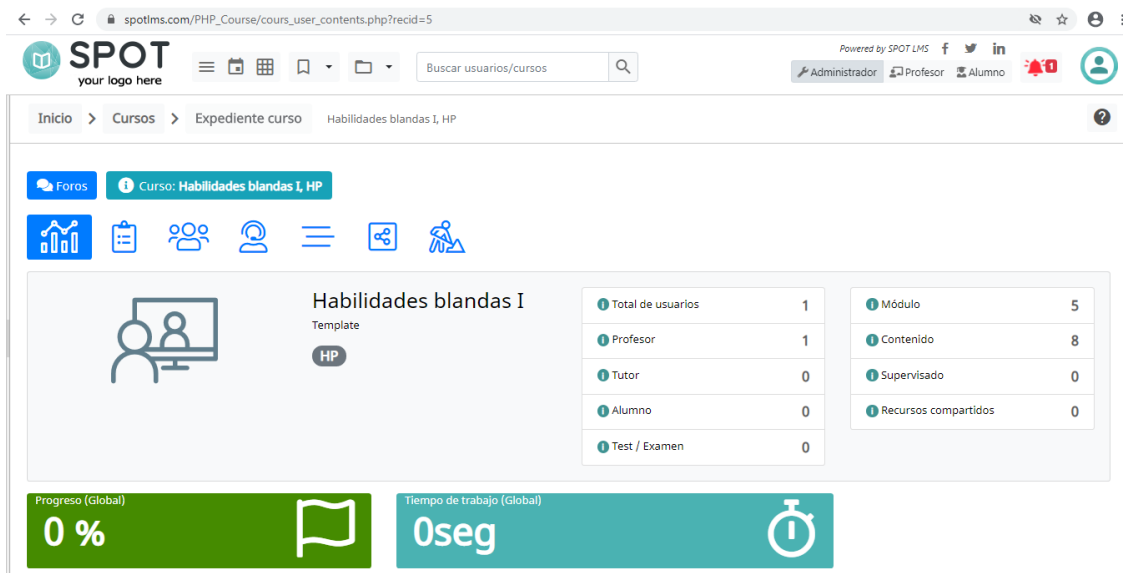 spotlms.com/PHP_Course/cours_user_contents.php?recid=5
SPOT
your logo here
Buscar usuarios/cursos
Powered by SPOT LMS
Administrador Profesor Alumno
1
Inicio > Cursos > Expediente curso Habilidades blandas I, HP
Foros
Curso: Habilidades blandas I, HP
Habilidades blandas I
Template
HP
Total de usuarios 1
Profesor 1
Tutor 0
Alumno 0
Test / Examen 0
Módulo 5
Contenido 8
Supervisado 0
Recursos compartidos 0
Progreso (Global)
0 %
Tiempo de trabajo (Global)
0seg